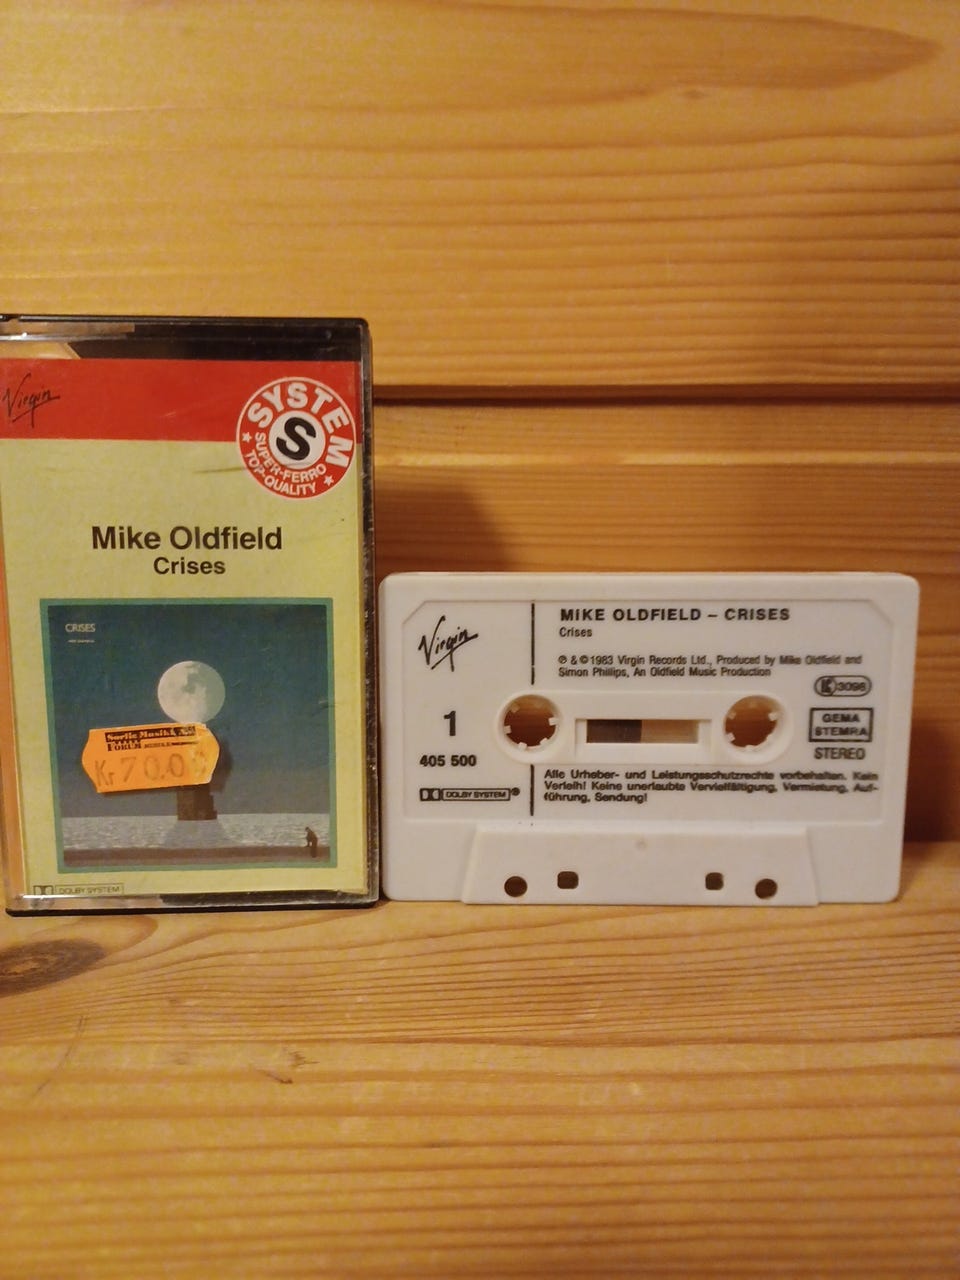 Virgin
SYSTEM
S
SUPER-FERRO
TOP-QUALITY
Mike Oldfield
Crises
CRISES
Kr 70.0
DOLBY SYSTEM
Virgin
1
405 500
DOLBY SYSTEM®
MIKE OLDFIELD – CRISES
Crises
℗ & © 1983 Virgin Records Ltd., Produced by Mike Oldfield and
Simon Phillips, An Oldfield Music Production
K 3098
GEMA
STEMRA
STEREO
Alle Urheber- und Leistungsschutzrechte vorbehalten. Kein
Verleih! Keine unerlaubte Vervielfältigung, Vermietung, Auf-
führung, Sendung!